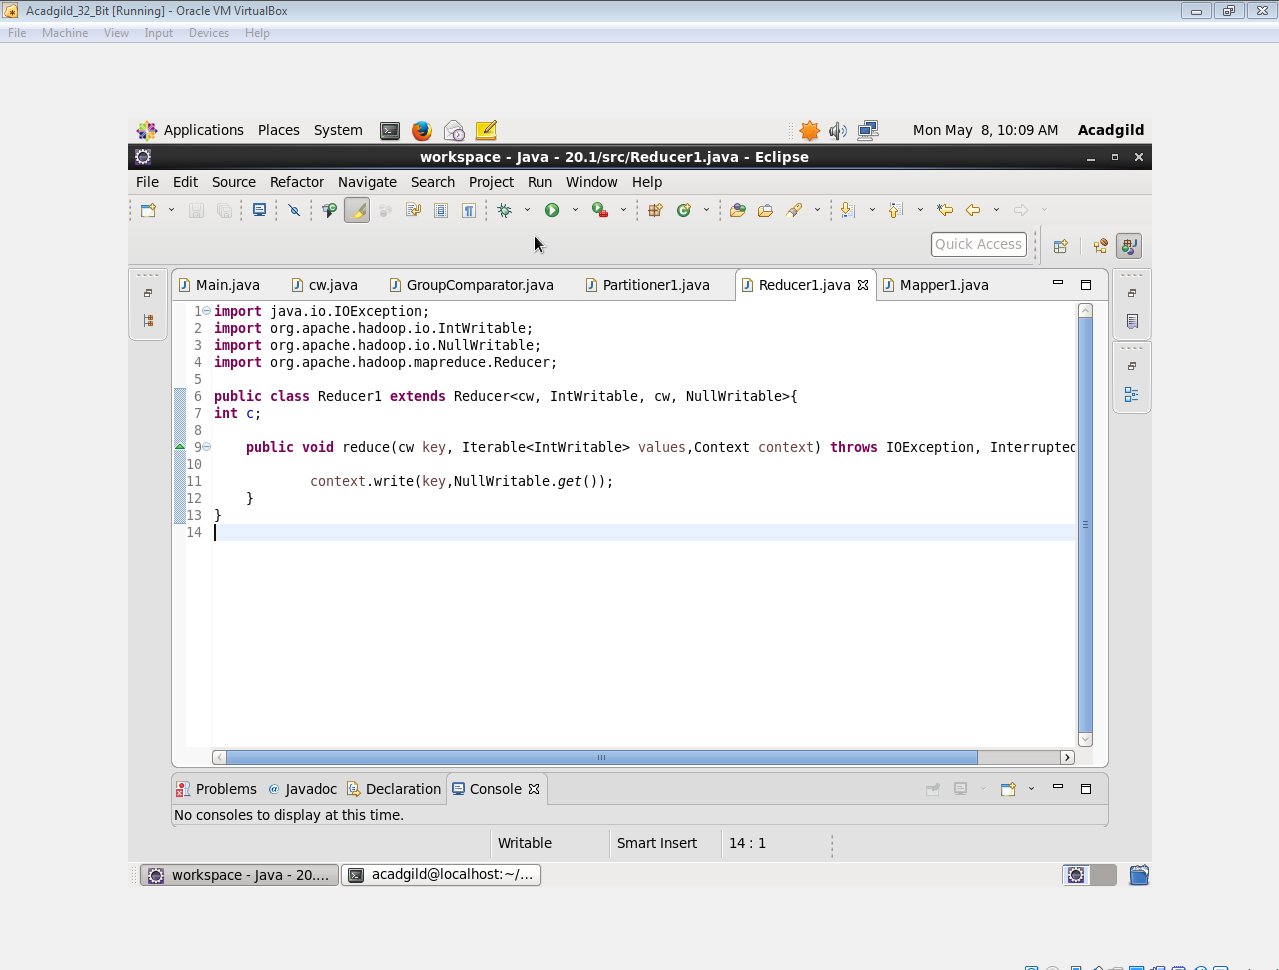 Acadgild_32_Bit [Running] - Oracle VM VirtualBox
File Machine View Input Devices Help
Applications Places System Mon May 8, 10:09 AM Acadgild
workspace - Java - 20.1/src/Reducer1.java - Eclipse
File Edit Source Refactor Navigate Search Project Run Window Help
Quick Access
Main.java cw.java GroupComparator.java Partitioner1.java Reducer1.java Mapper1.java
1 import java.io.IOException;
2 import org.apache.hadoop.io.IntWritable;
3 import org.apache.hadoop.io.NullWritable;
4 import org.apache.hadoop.mapreduce.Reducer;
5
6 public class Reducer1 extends Reducer<cw, IntWritable, cw, NullWritable>{
7 int c;
8
9 public void reduce(cw key, Iterable<IntWritable> values,Context context) throws IOException, Interrupted
10
11 context.write(key,NullWritable.get());
12 }
13 }
14
Problems @ Javadoc Declaration Console
No consoles to display at this time.
Writable Smart Insert 14 : 1
workspace - Java - 20.... acadgild@localhost:~/...